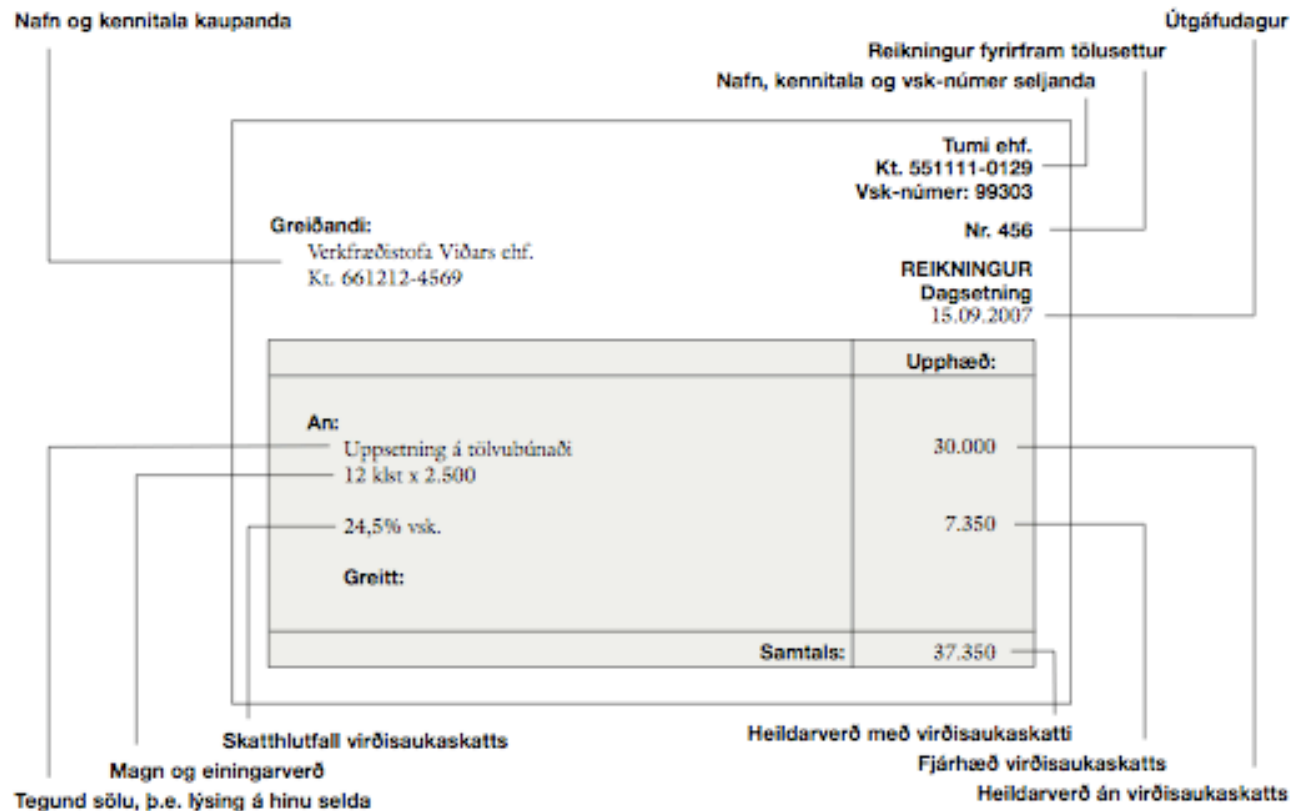 Nafn og kennitala kaupanda
Útgáfudagur
Reikningur fyrirfram tölusettur
Nafn, kennitala og vsk-númer seljanda
Tumi ehf.
Kt. 551111-0129
Vsk-númer: 99303
Greiðandi:
Nr. 456
Verkfræðistofa Viðars ehf.
Kt. 661212-4569
REIKNINGUR
Dagsetning
15.09.2007
Upphæð:
An:
Uppsetning á tölvubúnaði 30.000
12 klst x 2.500
24,5% vsk. 7.350
Greitt:
Samtals: 37.350
Skatthlutfall virðisaukaskatts
Heildarverð með virðisaukaskatti
Magn og einingarverð
Fjárhæð virðisaukaskatts
Tegund sölu, þ.e. lýsing á hinu selda
Heildarverð án virðisaukaskatts